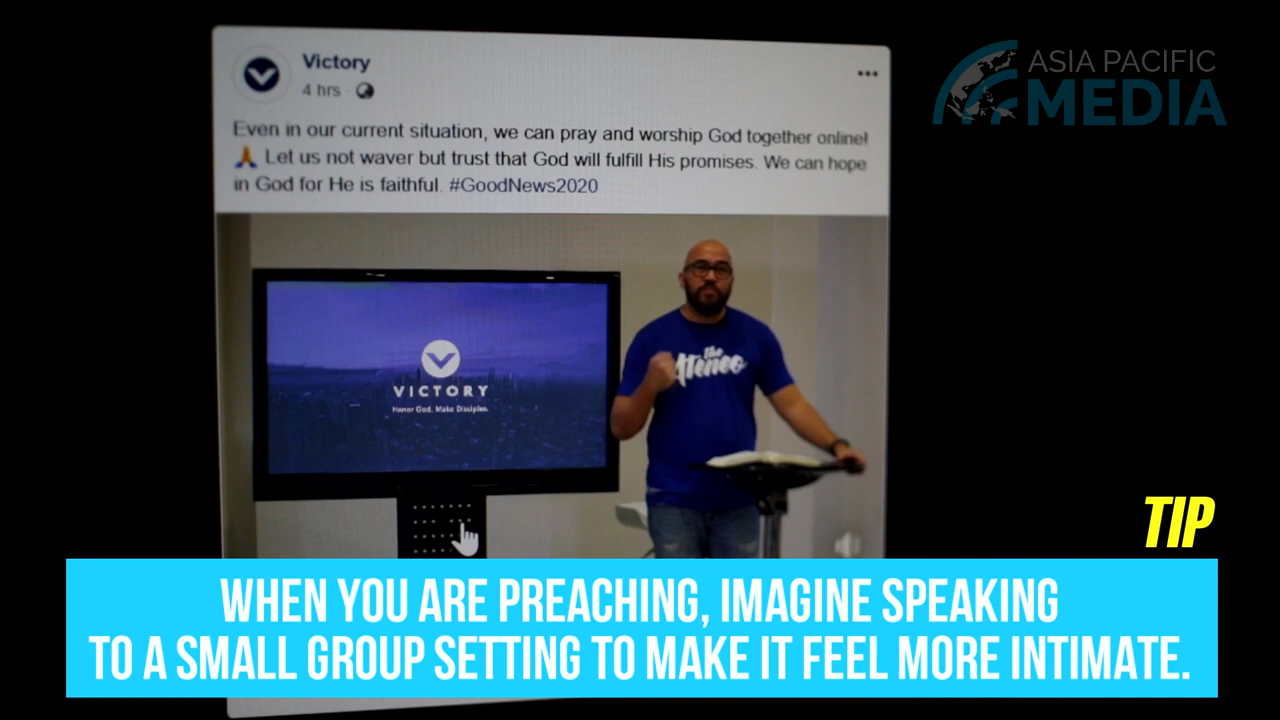 Victory
4 hrs
Even in our current situation, we can pray and worship God together online!
🙏 Let us not waver but trust that God will fulfill His promises. We can hope
in God for He is faithful. #GoodNews2020
ASIA PACIFIC
MEDIA
VICTORY
Honor God. Make Disciples.
the
Ateneo
TIP
WHEN YOU ARE PREACHING, IMAGINE SPEAKING
TO A SMALL GROUP SETTING TO MAKE IT FEEL MORE INTIMATE.